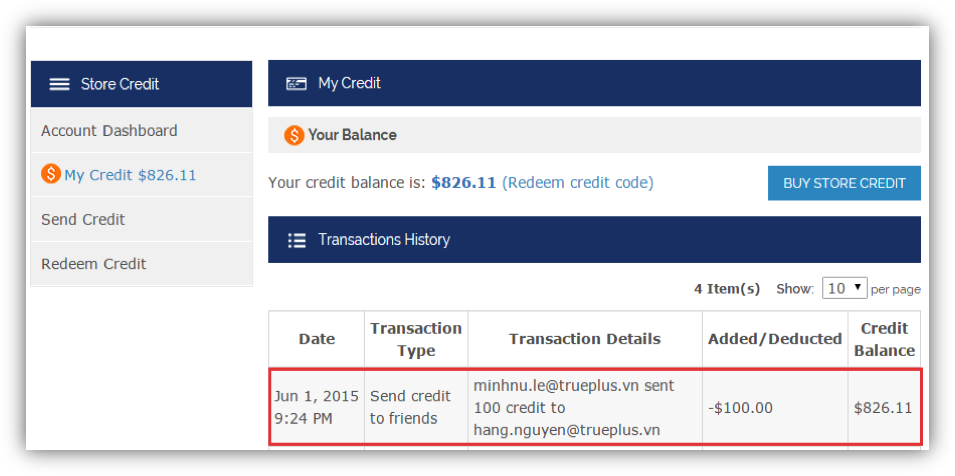 Store Credit
Account Dashboard
My Credit $826.11
Send Credit
Redeem Credit
My Credit
Your Balance
Your credit balance is: $826.11 (Redeem credit code)
BUY STORE CREDIT
Transactions History
4 Item(s) Show: 10 per page
Date
Transaction
Type
Transaction Details
Added/Deducted
Credit
Balance
Jun 1, 2015
9:24 PM
Send credit
to friends
minhnu.le@trueplus.vn sent
100 credit to
hang.nguyen@trueplus.vn
-$100.00
$826.11